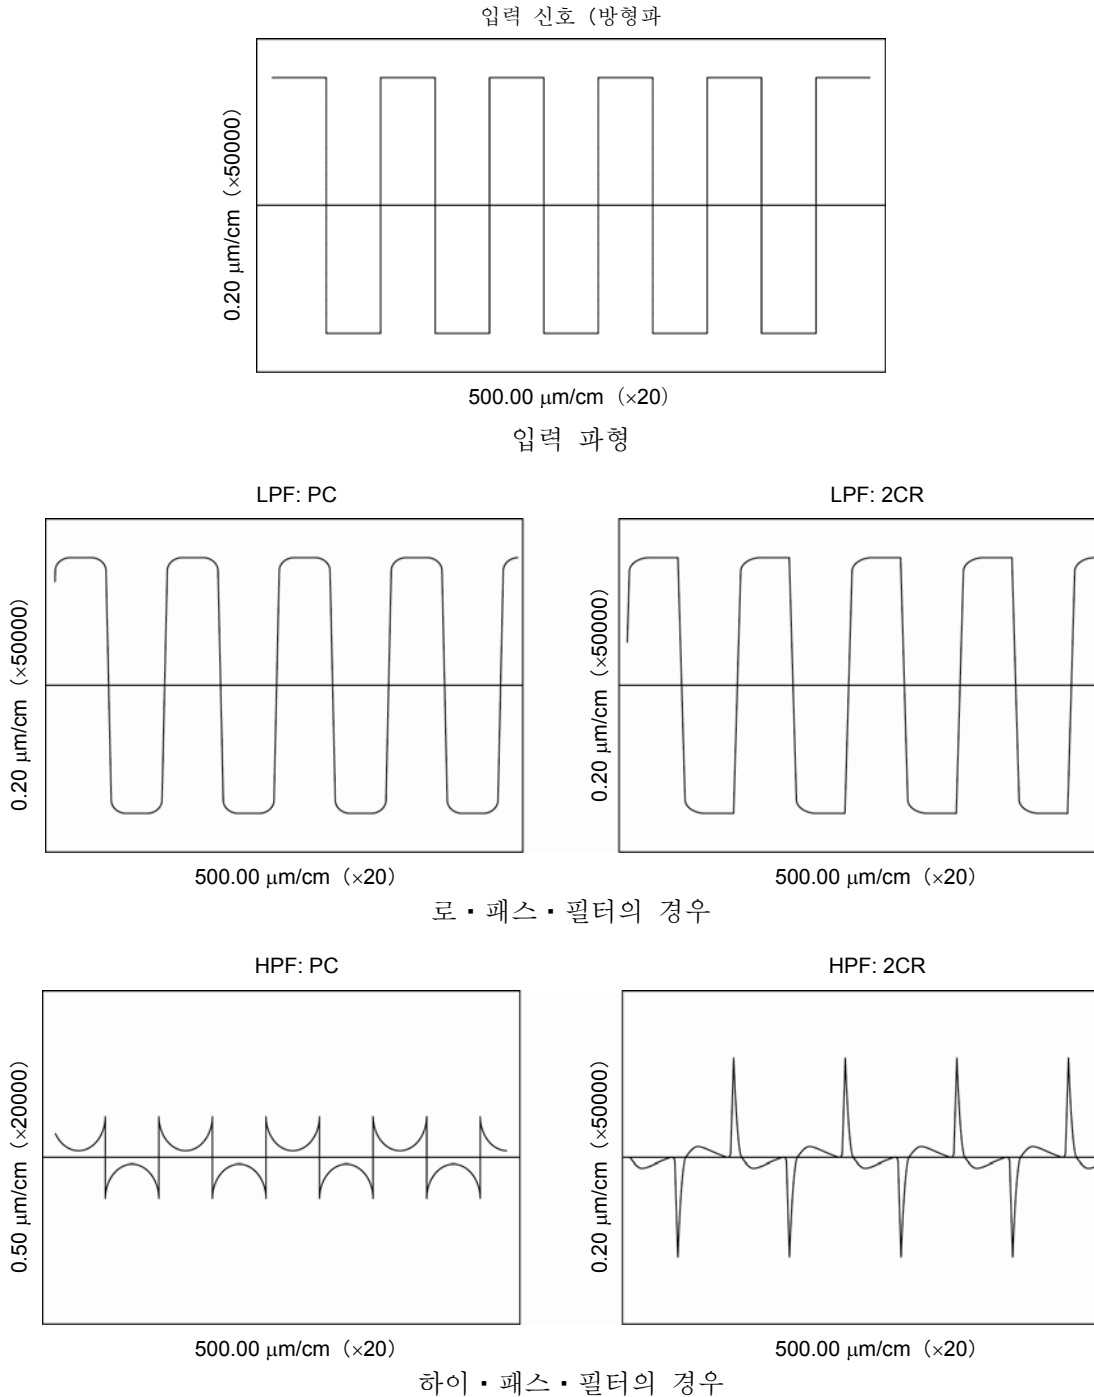 입력 신호 (방형파
0.20 μm/cm (×50000)
500.00 μm/cm (×20)
입력 파형
LPF: PC
LPF: 2CR
0.20 μm/cm (×50000)
0.20 μm/cm (×50000)
500.00 μm/cm (×20)
500.00 μm/cm (×20)
로・패스・필터의 경우
HPF: PC
HPF: 2CR
0.50 μm/cm (×20000)
0.20 μm/cm (×50000)
500.00 μm/cm (×20)
500.00 μm/cm (×20)
하이・패스・필터의 경우